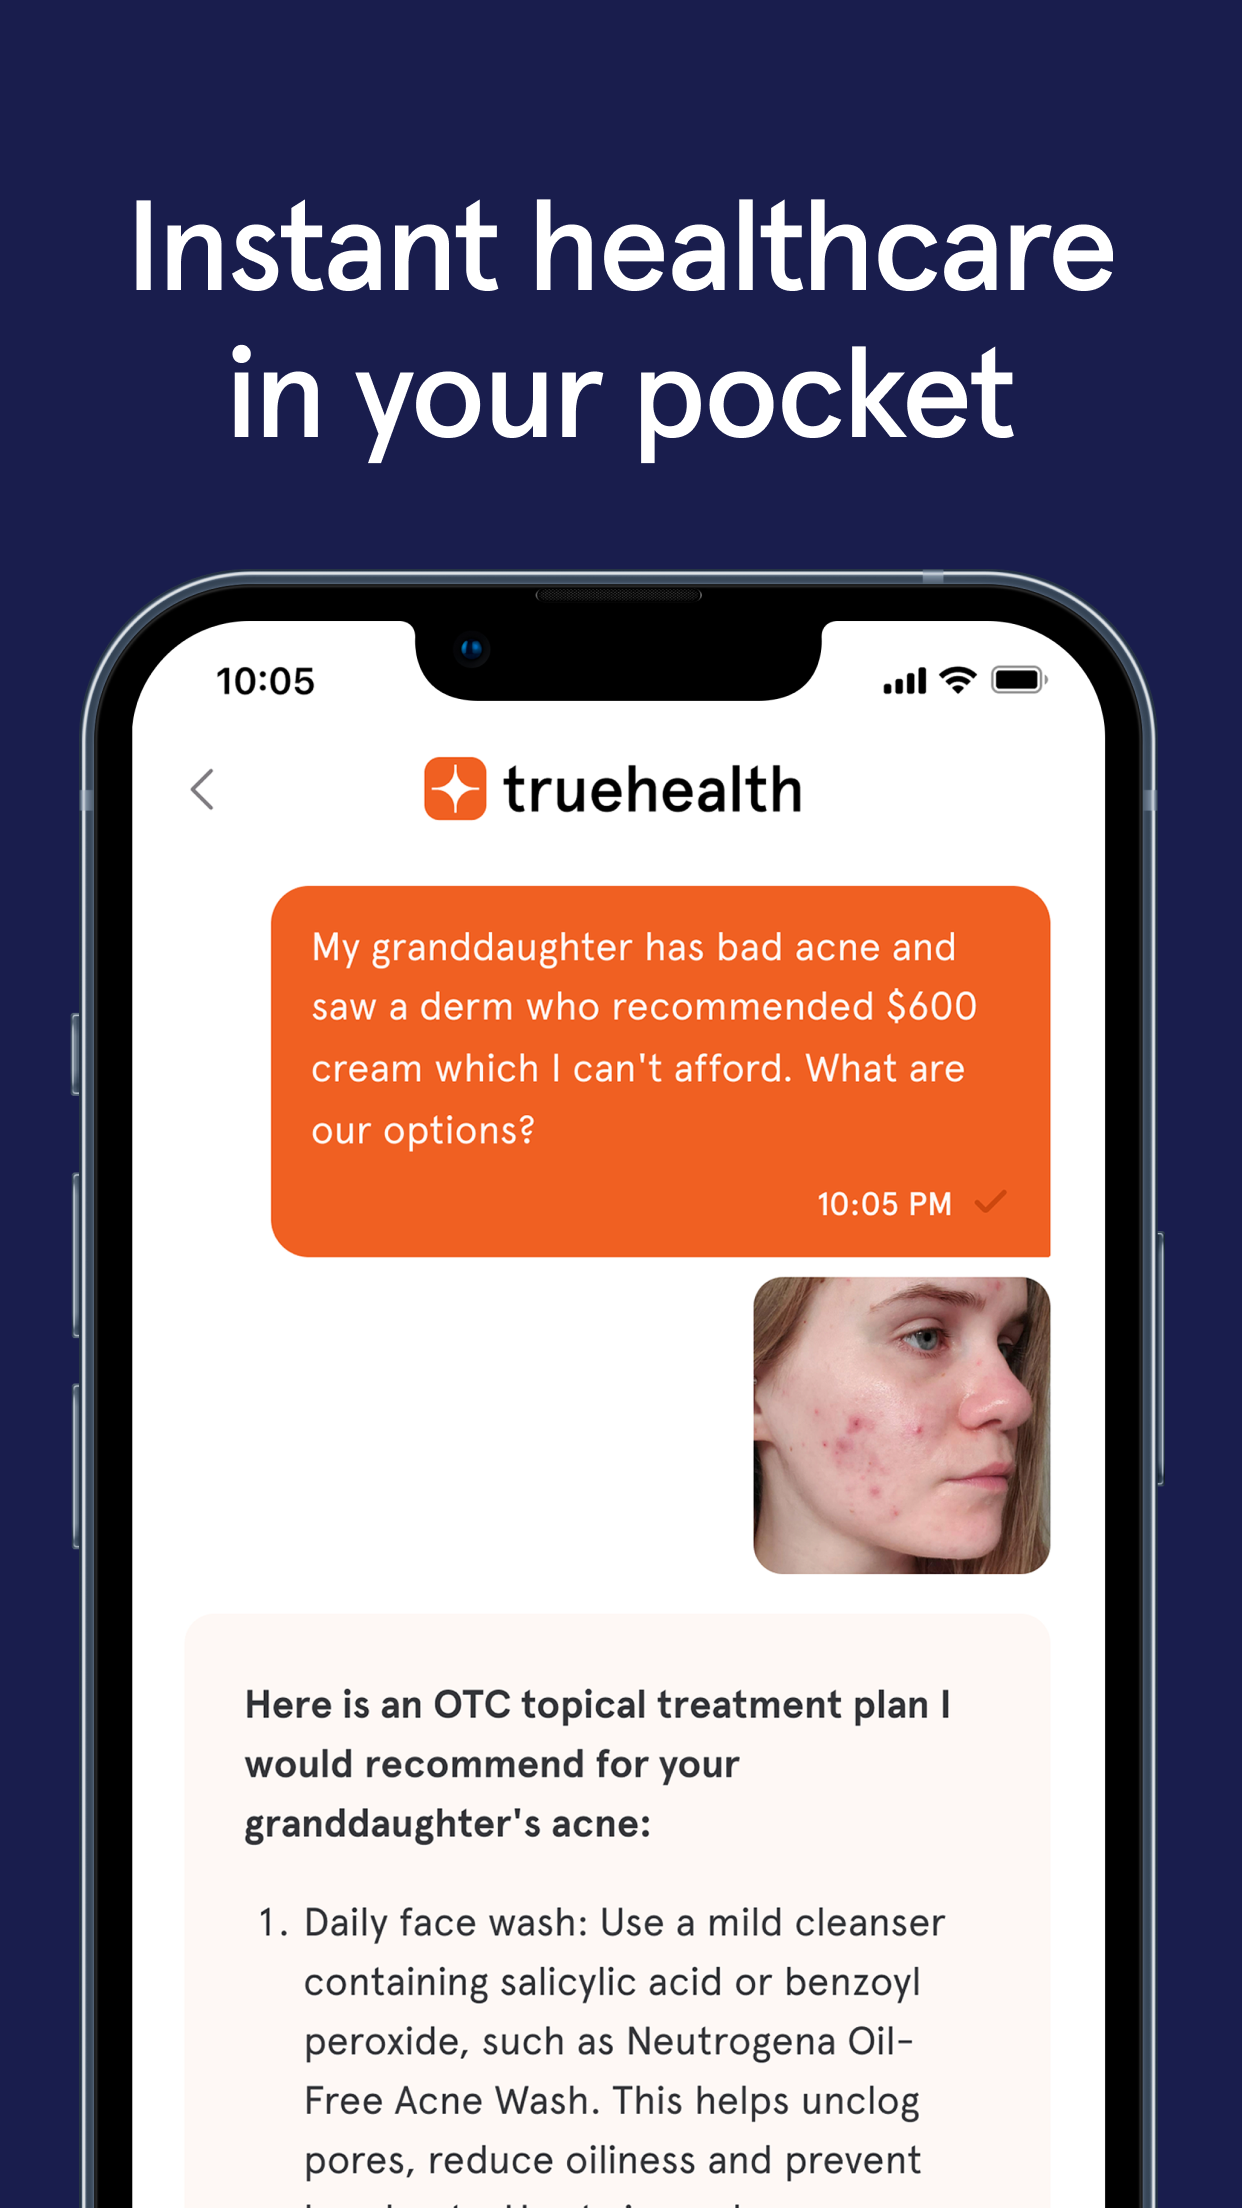 Instant healthcare
in your pocket
10:05
truehealth
My granddaughter has bad acne and
saw a derm who recommended $600
cream which I can't afford. What are
our options?
10:05 PM
Here is an OTC topical treatment plan I
would recommend for your
granddaughter's acne:
1. Daily face wash: Use a mild cleanser
containing salicylic acid or benzoyl
peroxide, such as Neutrogena Oil-
Free Acne Wash. This helps unclog
pores, reduce oiliness and prevent